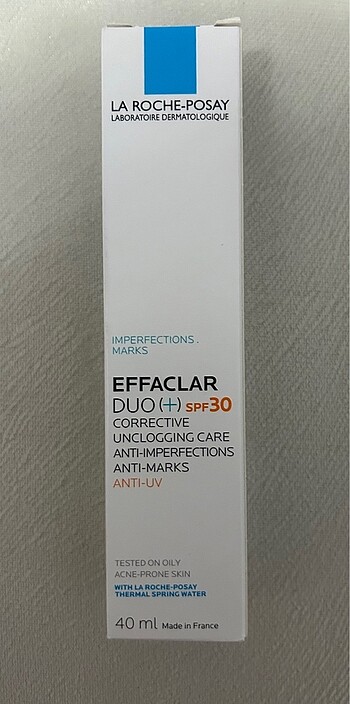 LA ROCHE-POSAY
LABORATOIRE DERMATOLOGIQUE
IMPERFECTIONS.
MARKS
EFFACLAR
DUO (+) SPF30
CORRECTIVE
UNCLOGGING CARE
ANTI-IMPERFECTIONS
ANTI-MARKS
ANTI-UV
TESTED ON OILY
ACNE-PRONE SKIN
WITH LA ROCHE-POSAY
THERMAL SPRING WATER
40 ml Made in France